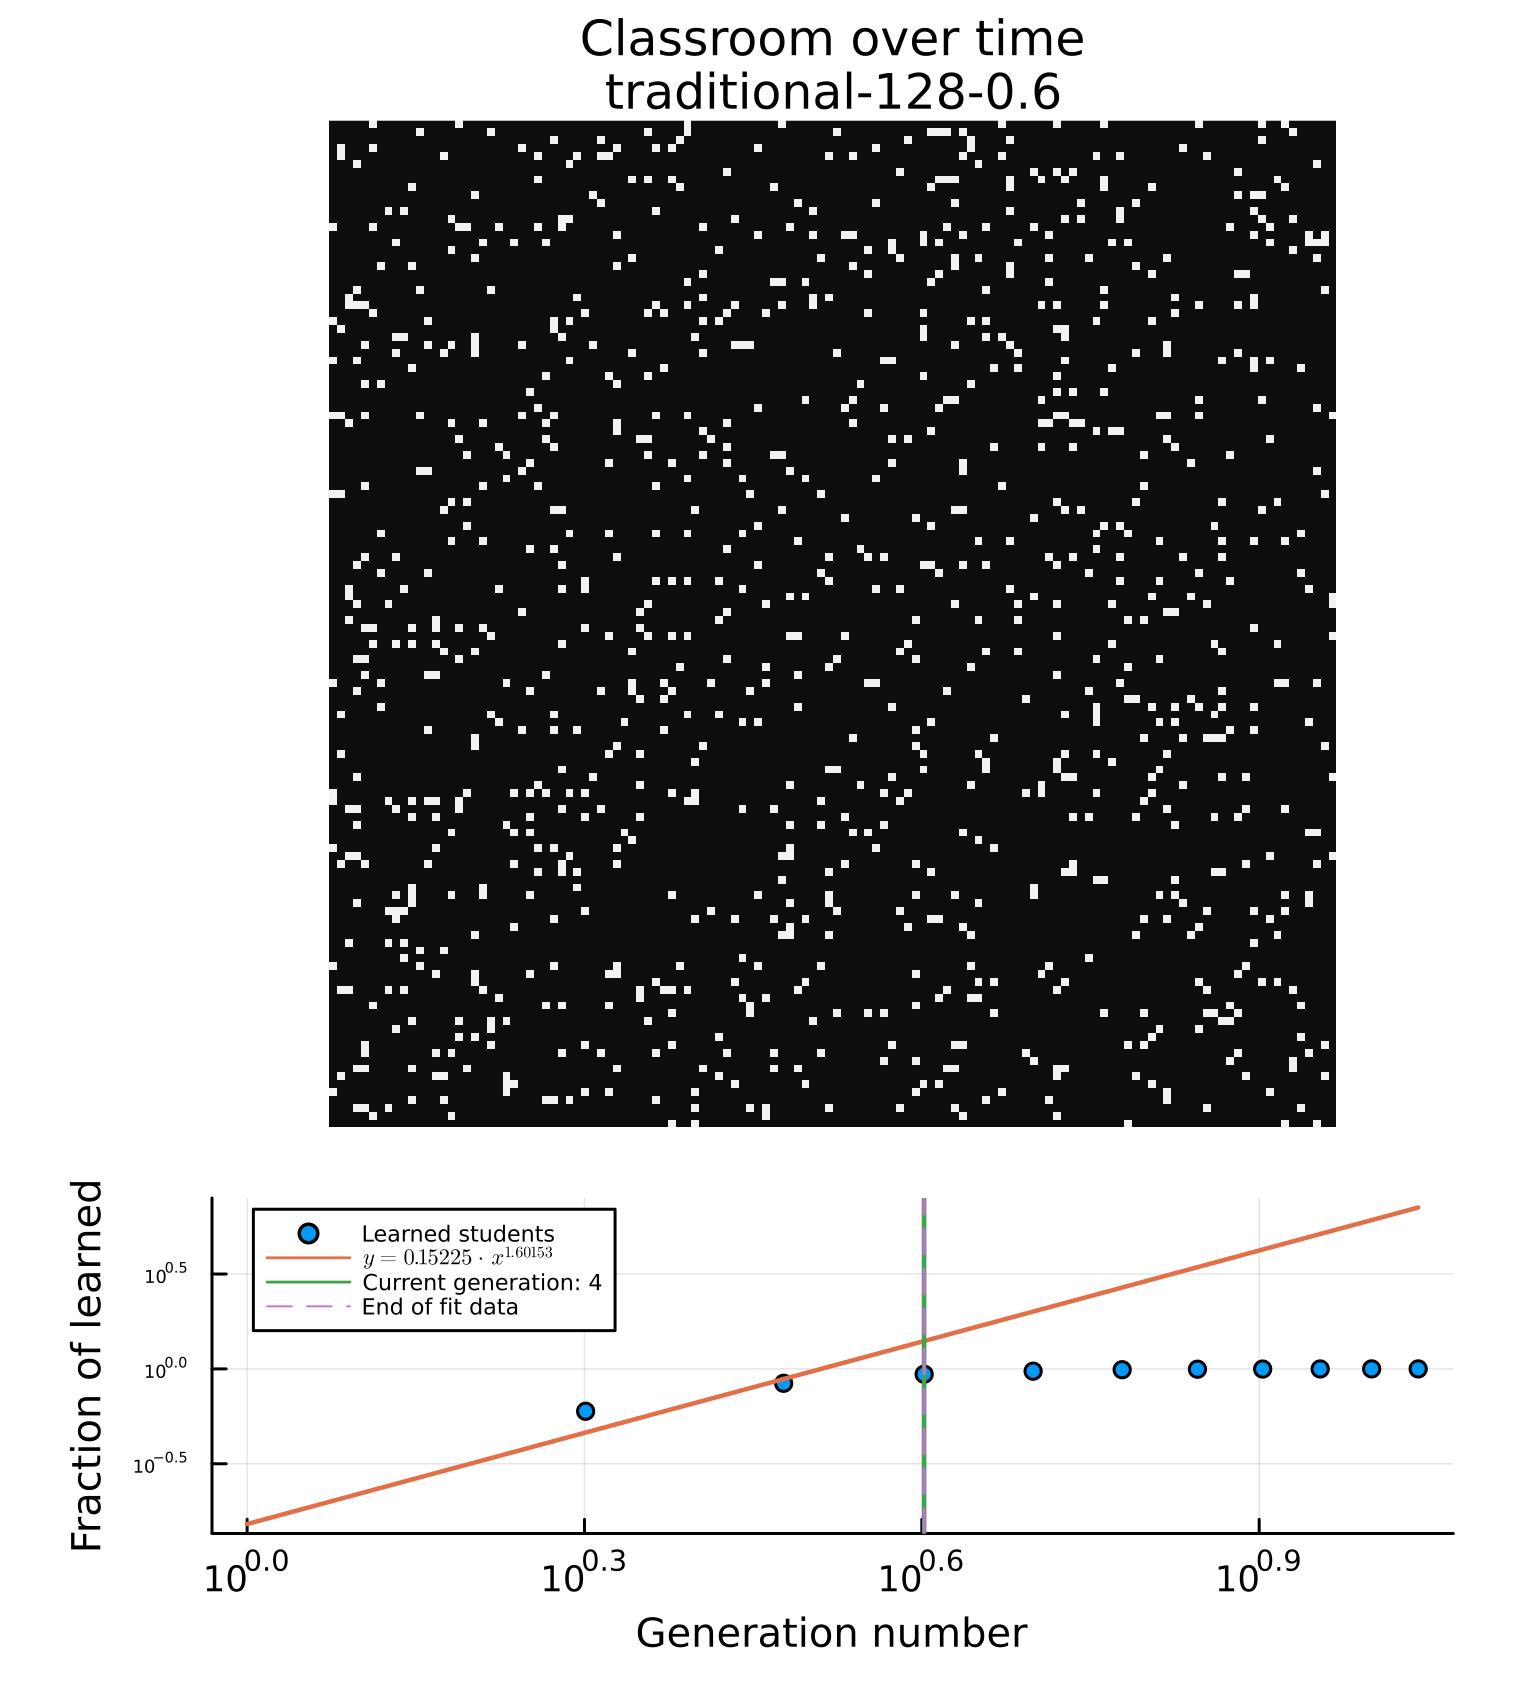 Classroom over time
traditional-128-0.6
Fraction of learned
10^0.5
10^0.0
10^−0.5
Learned students
y = 0.15225 · x^1.60153
Current generation: 4
End of fit data
10^0.0 10^0.3 10^0.6 10^0.9
Generation number